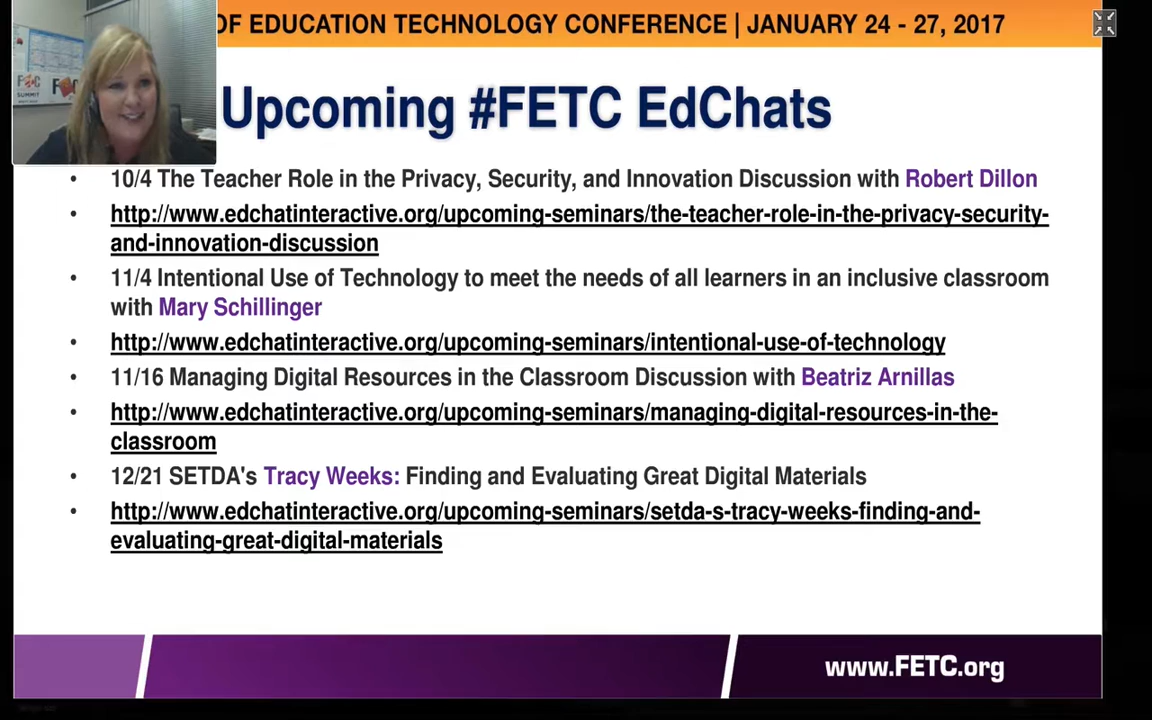 OF EDUCATION TECHNOLOGY CONFERENCE | JANUARY 24 - 27, 2017
Upcoming #FETC EdChats
• 10/4 The Teacher Role in the Privacy, Security, and Innovation Discussion with Robert Dillon
• http://www.edchatinteractive.org/upcoming-seminars/the-teacher-role-in-the-privacy-security-
and-innovation-discussion
• 11/4 Intentional Use of Technology to meet the needs of all learners in an inclusive classroom
with Mary Schillinger
• http://www.edchatinteractive.org/upcoming-seminars/intentional-use-of-technology
• 11/16 Managing Digital Resources in the Classroom Discussion with Beatriz Arnillas
• http://www.edchatinteractive.org/upcoming-seminars/managing-digital-resources-in-the-
classroom
• 12/21 SETDA's Tracy Weeks: Finding and Evaluating Great Digital Materials
• http://www.edchatinteractive.org/upcoming-seminars/setda-s-tracy-weeks-finding-and-
evaluating-great-digital-materials
www.FETC.org